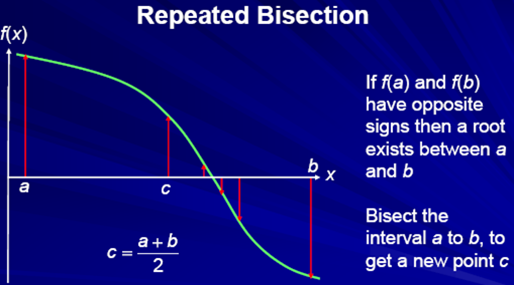 Repeated Bisection
f(x)
If f(a) and f(b)
have opposite
signs then a root
exists between a
and b
a
c
b
x
Bisect the
interval a to b, to
get a new point c
c = a + b
2